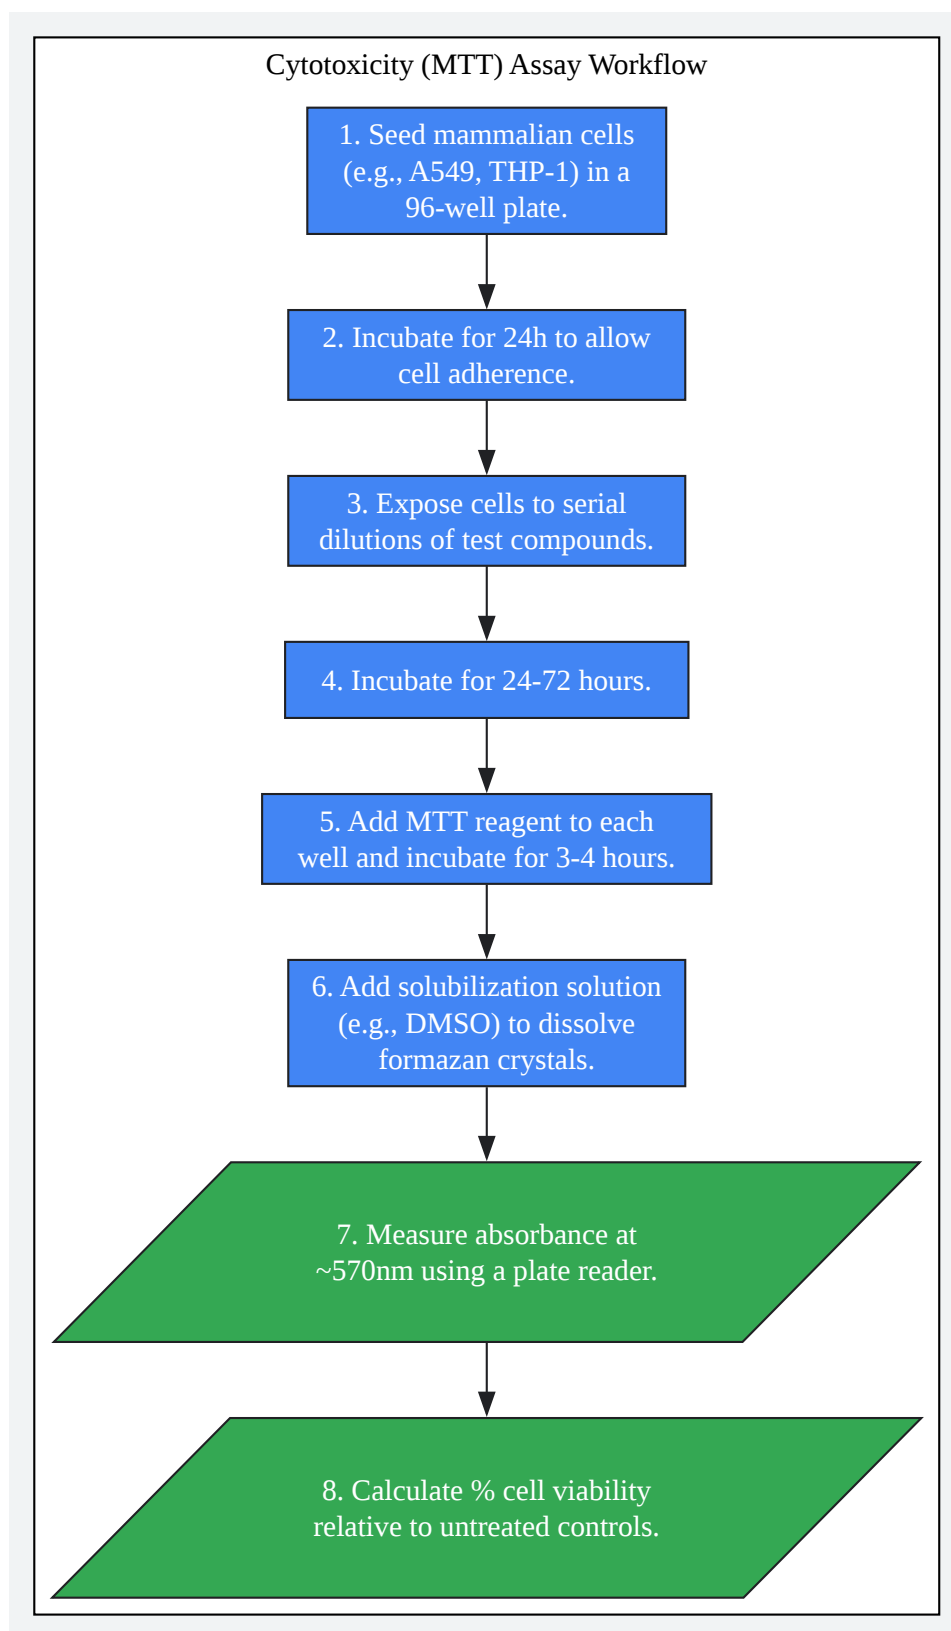 Cytotoxicity (MTT) Assay Workflow
1. Seed mammalian cells
(e.g., A549, THP-1) in a
96-well plate.
2. Incubate for 24h to allow
cell adherence.
3. Expose cells to serial
dilutions of test compounds.
4. Incubate for 24-72 hours.
5. Add MTT reagent to each
well and incubate for 3-4 hours.
6. Add solubilization solution
(e.g., DMSO) to dissolve
formazan crystals.
7. Measure absorbance at
~570nm using a plate reader.
8. Calculate % cell viability
relative to untreated controls.